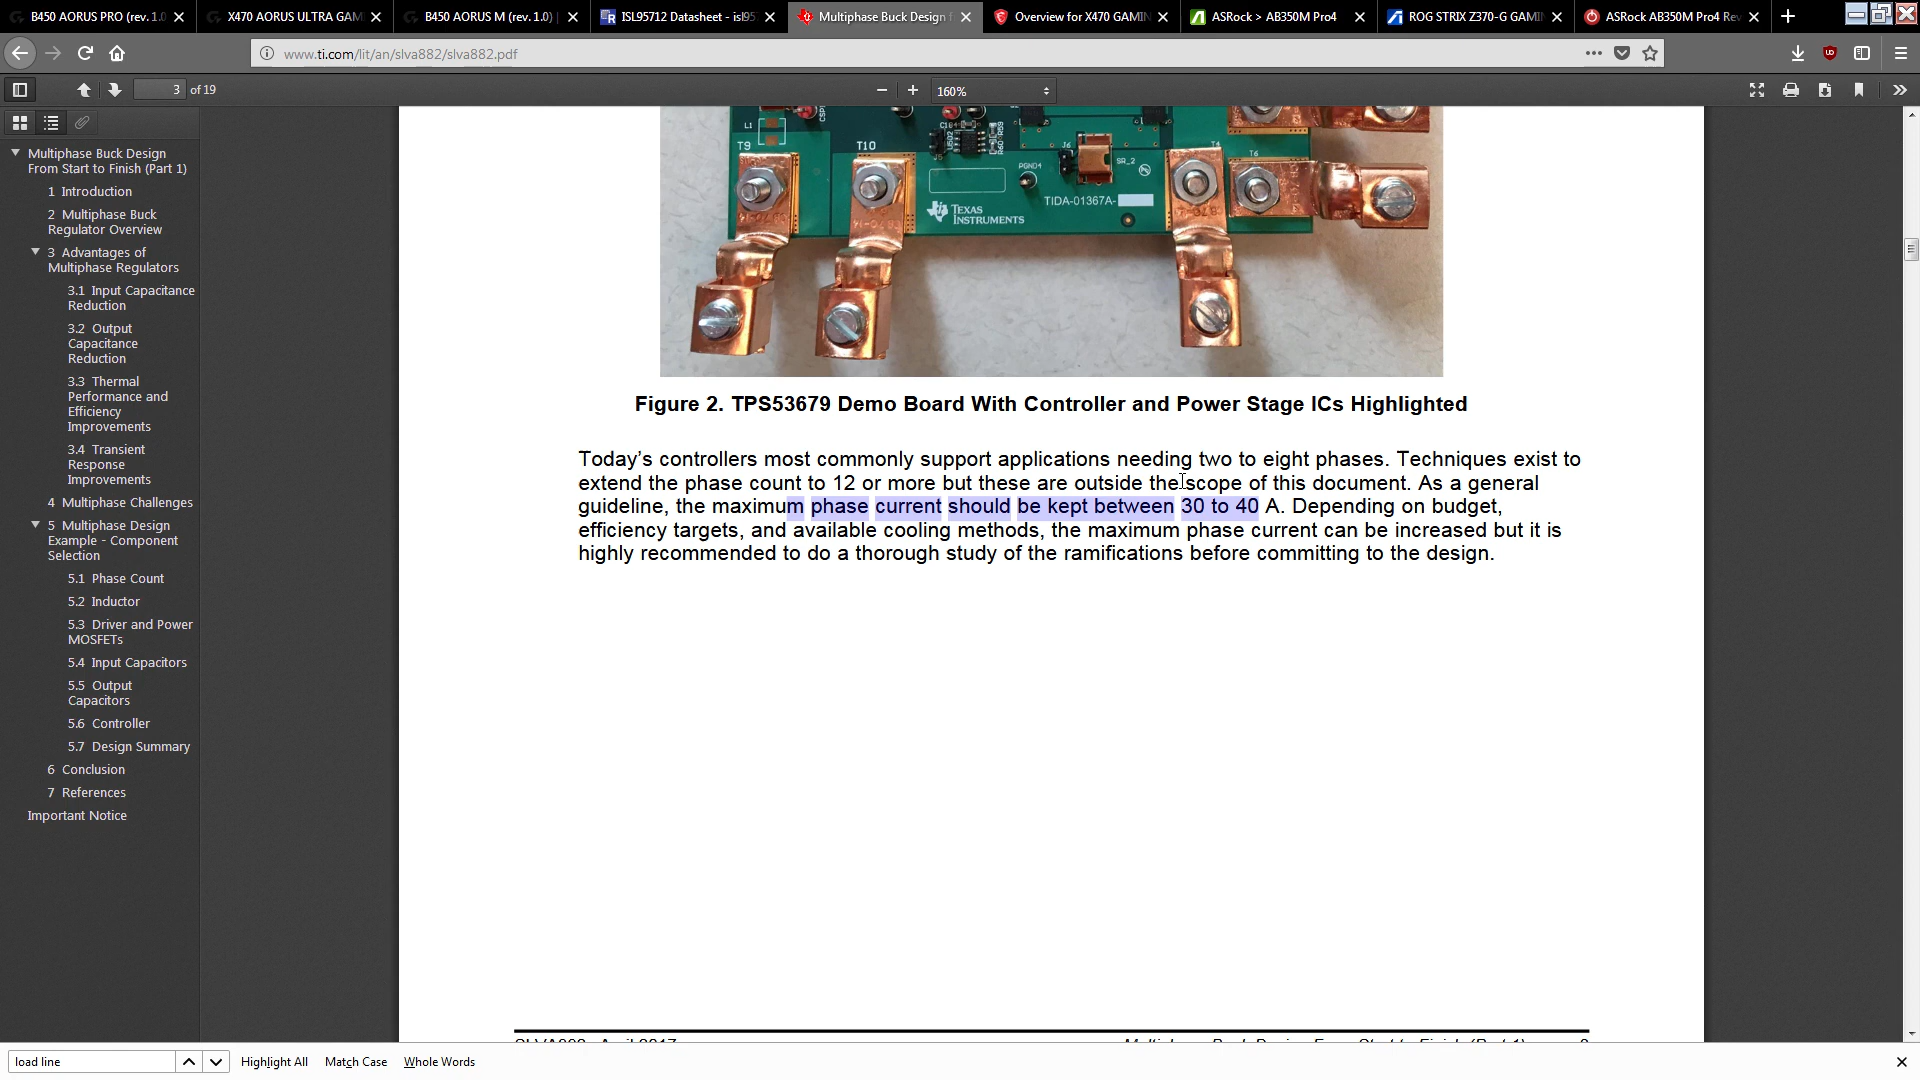 B450 AORUS PRO (rev. 1.0
X470 AORUS ULTRA GAM
B450 AORUS M (rev. 1.0) |
ISL95712 Datasheet - isl95
Multiphase Buck Design f
Overview for X470 GAMIN
ASRock > AB350M Pro4
ROG STRIX Z370-G GAMI
ASRock AB350M Pro4 Rev
www.ti.com/lit/an/slva882/slva882.pdf
3 of 19
160%
Multiphase Buck Design
From Start to Finish (Part 1)
1 Introduction
2 Multiphase Buck
Regulator Overview
3 Advantages of
Multiphase Regulators
3.1 Input Capacitance
Reduction
3.2 Output
Capacitance
Reduction
3.3 Thermal
Performance and
Efficiency
Improvements
3.4 Transient
Response
Improvements
4 Multiphase Challenges
5 Multiphase Design
Example - Component
Selection
5.1 Phase Count
5.2 Inductor
5.3 Driver and Power
MOSFETs
5.4 Input Capacitors
5.5 Output
Capacitors
5.6 Controller
5.7 Design Summary
6 Conclusion
7 References
Important Notice
L1
T9
T10
J5
PGND4
J6
SR_2
T4
T6
TEXAS
INSTRUMENTS
TIDA-01367A-
Figure 2. TPS53679 Demo Board With Controller and Power Stage ICs Highlighted
Today's controllers most commonly support applications needing two to eight phases. Techniques exist to
extend the phase count to 12 or more but these are outside the scope of this document. As a general
guideline, the maximum phase current should be kept between 30 to 40 A. Depending on budget,
efficiency targets, and available cooling methods, the maximum phase current can be increased but it is
highly recommended to do a thorough study of the ramifications before committing to the design.
load line
Highlight All
Match Case
Whole Words